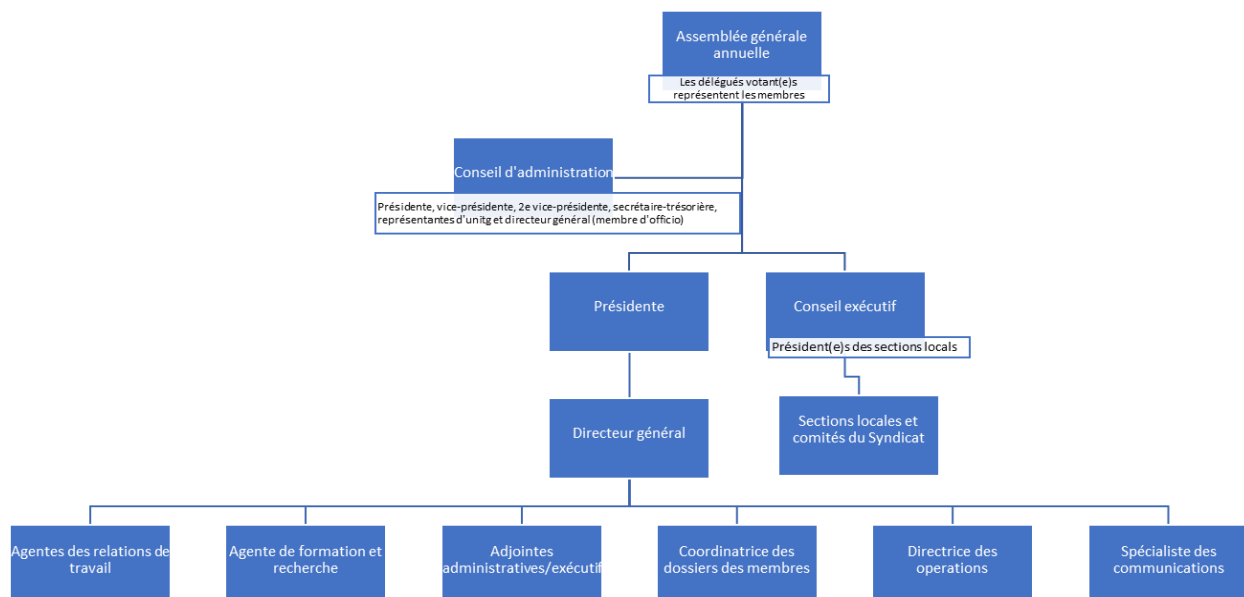 Assemblée générale
annuelle
Les délégués votant(e)s
représentent les membres
Conseil d'administration
Présidente, vice-présidente, 2e vice-présidente, secrétaire-trésorière,
représentantes d'unitg et directeur général (membre d'officio)
Présidente
Conseil exécutif
Président(e)s des sections locals
Directeur général
Sections locales et
comités du Syndicat
Agentes des relations de
travail
Agente de formation et
recherche
Adjointes
administratives/exécutif
Coordinatrice des
dossiers des membres
Directrice des
operations
Spécialiste des
communications